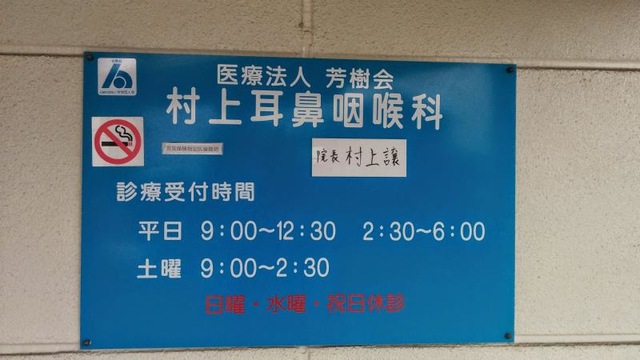 医療法人 芳樹会
村上耳鼻咽喉科
院長 村上譲
診療受付時間
平日 9:00〜12:30 2:30〜6:00
土曜 9:00〜2:30
日曜・水曜・祝日休診